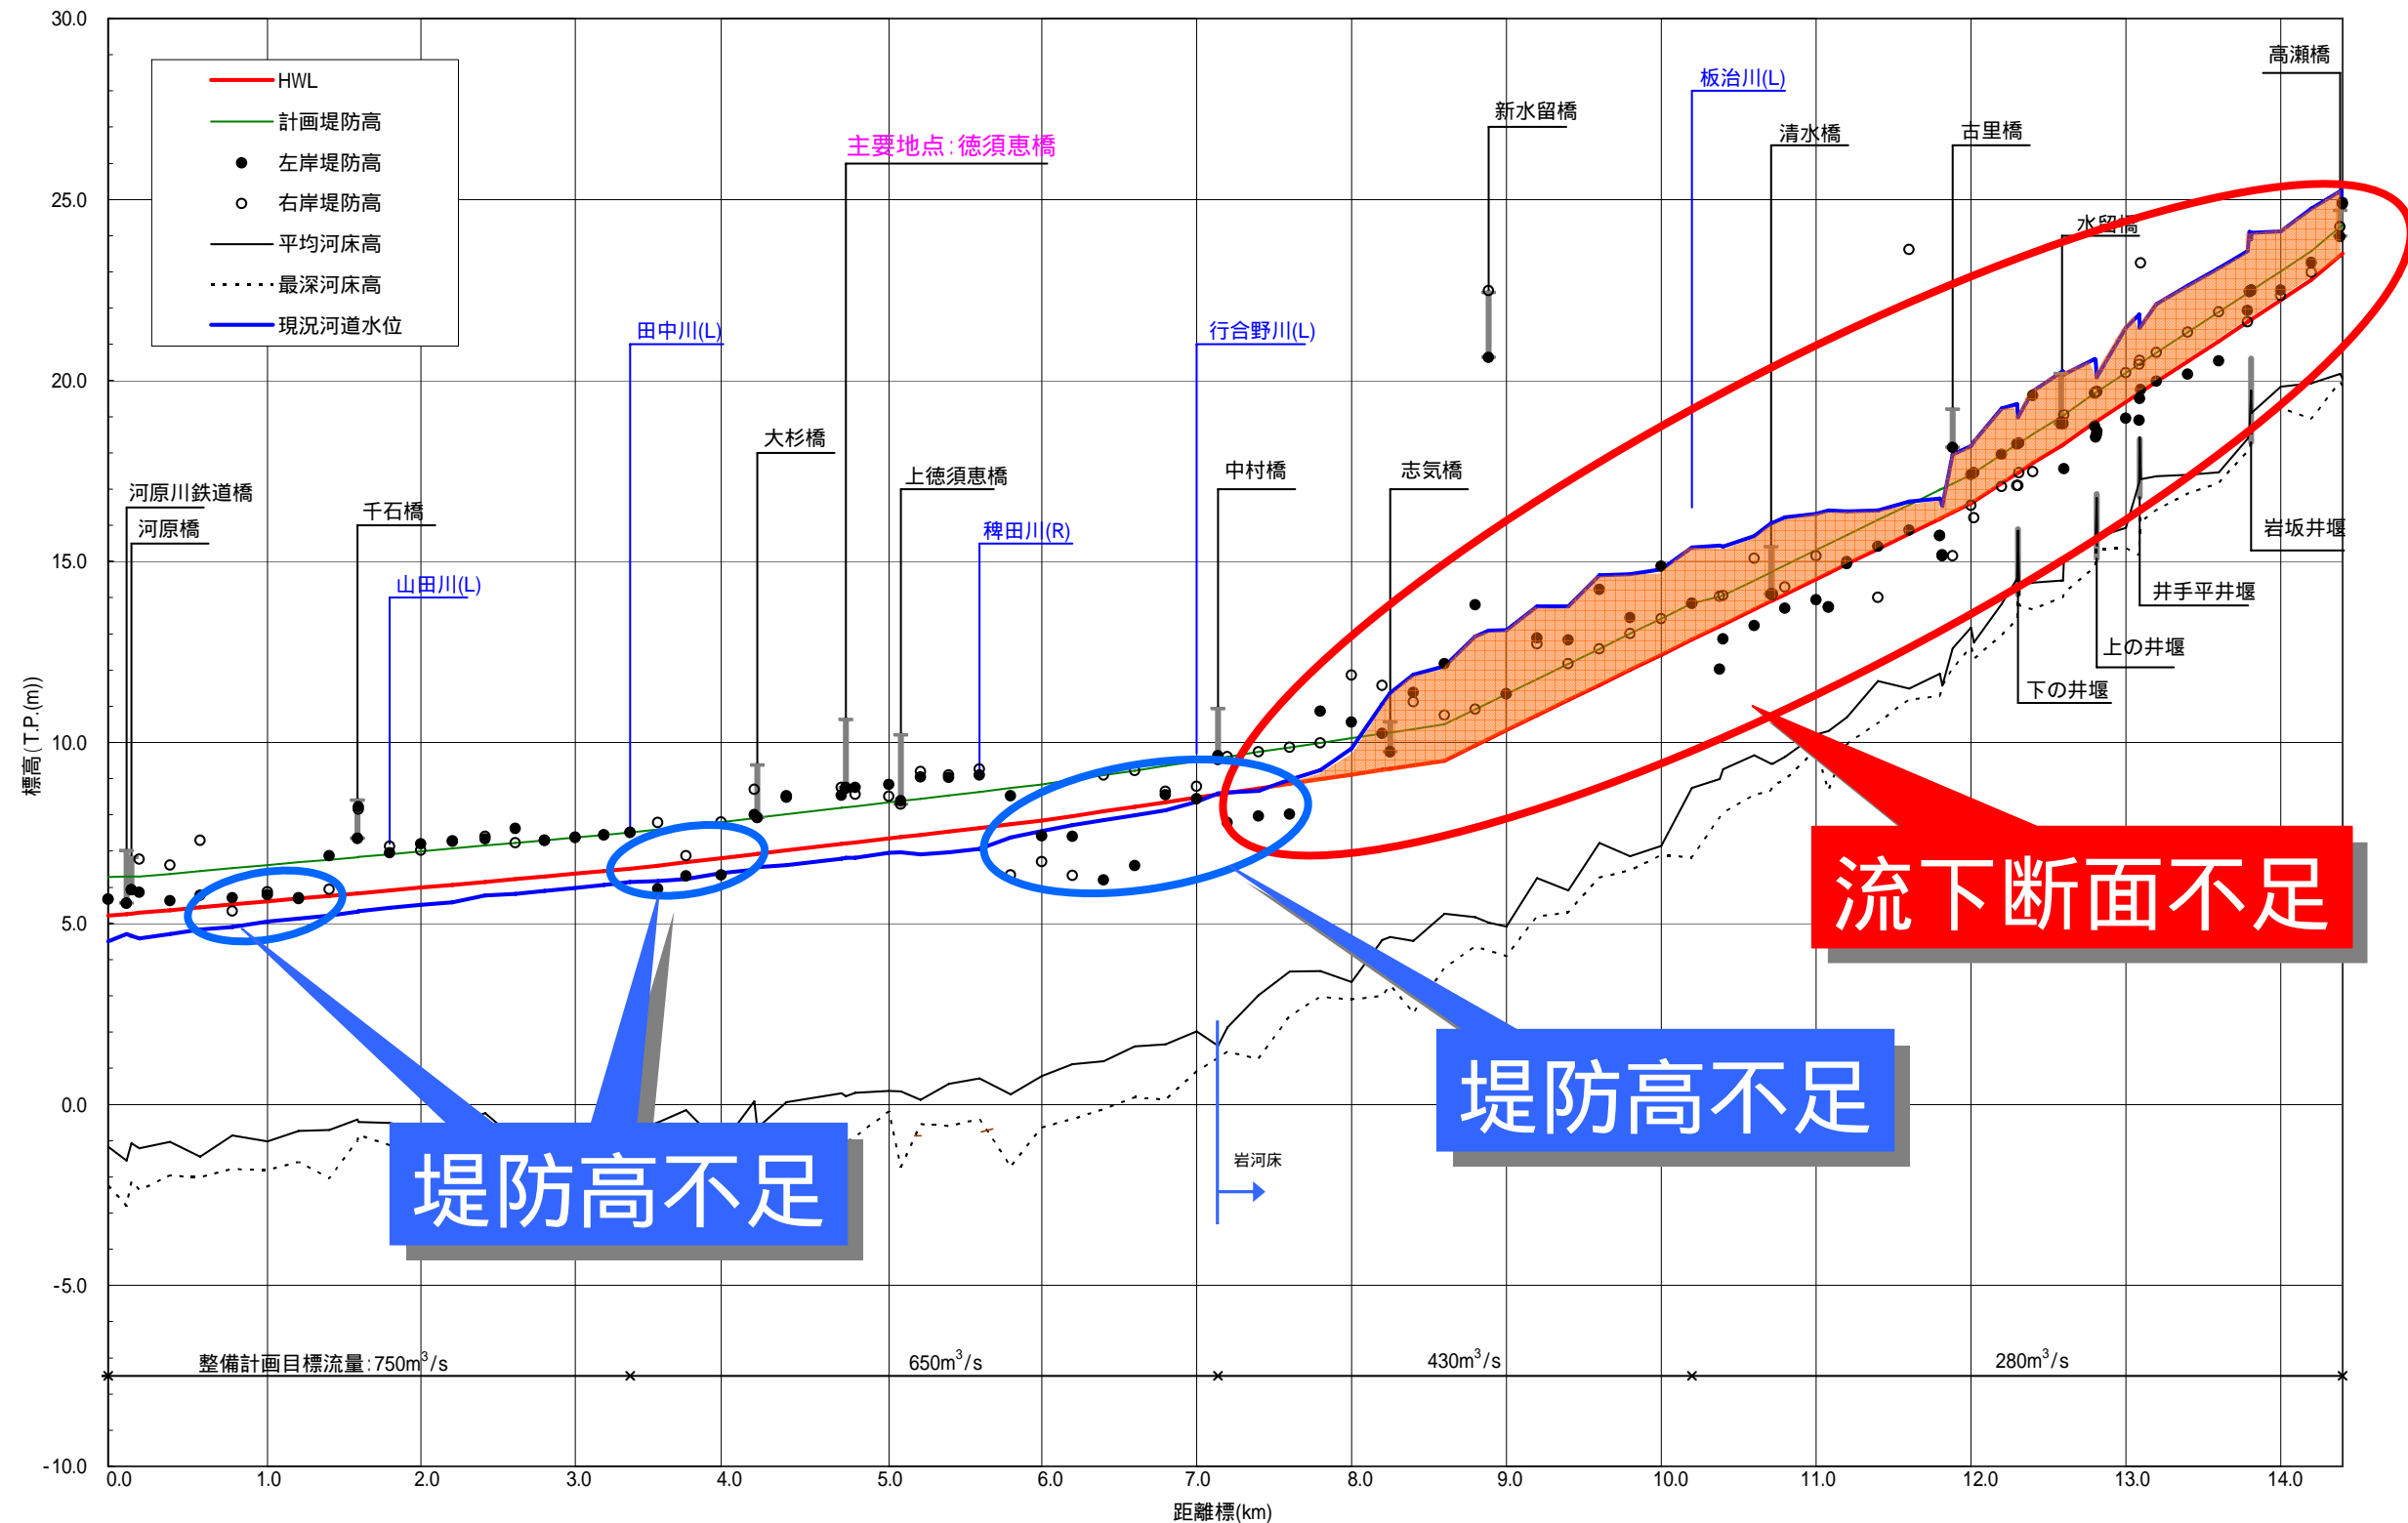 30.0
25.0
20.0
15.0
10.0
5.0
0.0
-5.0
-10.0
標高(T.P.(m))
HWL
計画堤防高
左岸堤防高
右岸堤防高
平均河床高
最深河床高
現況河道水位
河原川鉄道橋
河原橋
千石橋
山田川(L)
田中川(L)
大杉橋
主要地点:徳須恵橋
上徳須恵橋
稗田川(R)
行合野川(L)
中村橋
志気橋
新水留橋
板治川(L)
清水橋
古里橋
水留橋
高瀬橋
岩坂井堰
井手平井堰
上の井堰
下の井堰
流下断面不足
堤防高不足
堤防高不足
岩河床
整備計画目標流量:750m³/s
650m³/s
430m³/s
280m³/s
0.0 1.0 2.0 3.0 4.0 5.0 6.0 7.0 8.0 9.0 10.0 11.0 12.0 13.0 14.0
距離標(km)